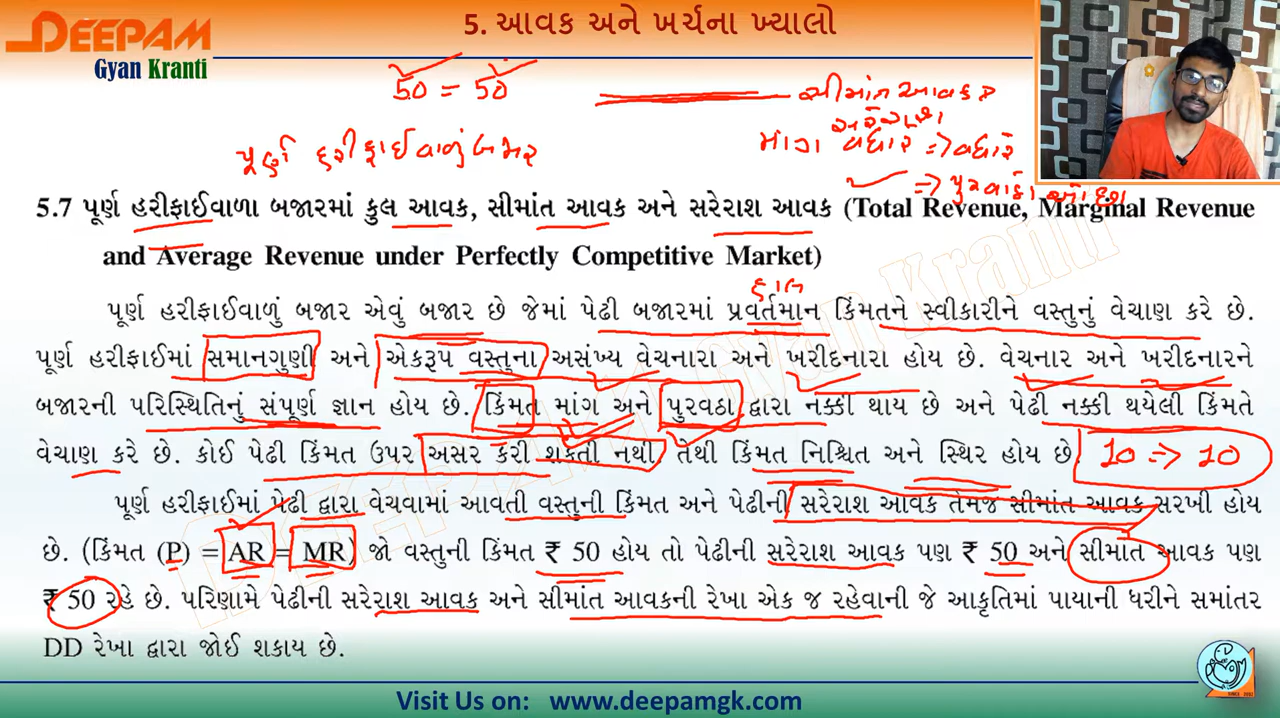 DEEPAM
Gyan Kranti
5. આવક અને ખર્ચના ખ્યાલો
50 = 50
સીમાંત આવક
માંગ વધારે => વધારે
=> પુરવઠો ઓછો
પૂર્ણ હરીફાઈવાળું બજાર
5.7 પૂર્ણ હરીફાઈવાળા બજારમાં કુલ આવક, સીમાંત આવક અને સરેરાશ આવક (Total Revenue, Marginal Revenue
and Average Revenue under Perfectly Competitive Market)
હાલ
પૂર્ણ હરીફાઈવાળું બજાર એવું બજાર છે જેમાં પેઢી બજારમાં પ્રવર્તમાન કિંમતને સ્વીકારીને વસ્તુનું વેચાણ કરે છે.
પૂર્ણ હરીફાઈમાં સમાનગુણી અને એકરૂપ વસ્તુના અસંખ્ય વેચનારા અને ખરીદનારા હોય છે. વેચનાર અને ખરીદનારને
બજારની પરિસ્થિતિનું સંપૂર્ણ જ્ઞાન હોય છે. કિંમત માંગ અને પુરવઠા દ્વારા નક્કી થાય છે અને પેઢી નક્કી થયેલી કિંમતે
વેચાણ કરે છે. કોઈ પેઢી કિંમત ઉપર અસર કરી શકતી નથી તેથી કિંમત નિશ્ચિત અને સ્થિર હોય છે
10 => 10
પૂર્ણ હરીફાઈમાં પેઢી દ્વારા વેચવામાં આવતી વસ્તુની કિંમત અને પેઢીની સરેરાશ આવક તેમજ સીમાંત આવક સરખી હોય
છે. (કિંમત (P) = AR = MR) જો વસ્તુની કિંમત ₹ 50 હોય તો પેઢીની સરેરાશ આવક પણ ₹ 50 અને સીમાંત આવક પણ
₹ 50 રહે છે. પરિણામે પેઢીની સરેરાશ આવક અને સીમાંત આવકની રેખા એક જ રહેવાની જે આકૃતિમાં પાયાની ધરીને સમાંતર
DD રેખા દ્વારા જોઈ શકાય છે.
Visit Us on: www.deepamgk.com